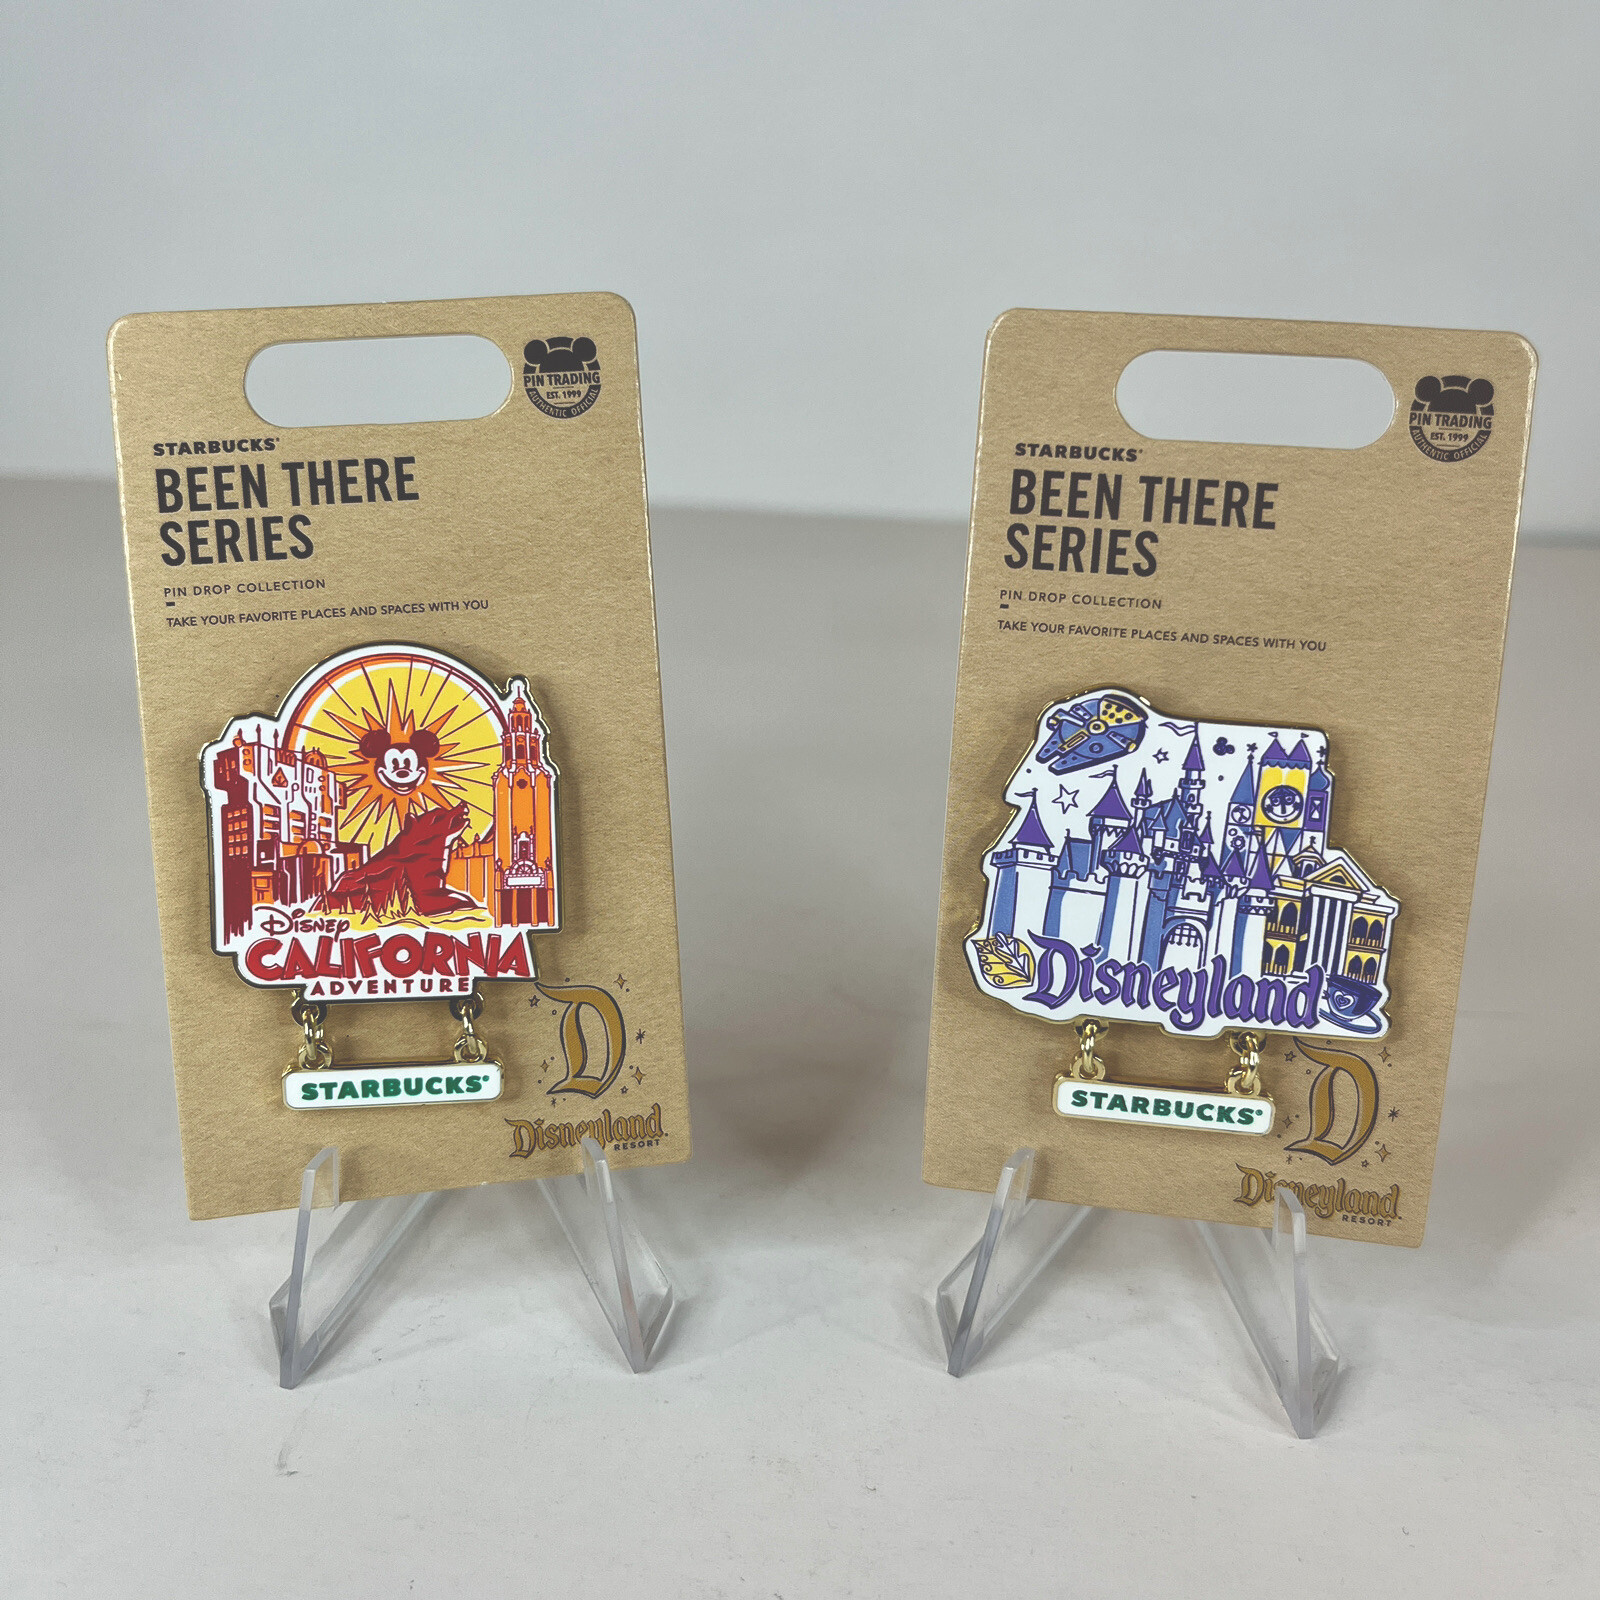 PIN TRADING
EST. 1999
AUTHENTIC OFFICIAL
STARBUCKS®
BEEN THERE
SERIES
PIN DROP COLLECTION
TAKE YOUR FAVORITE PLACES AND SPACES WITH YOU
Disney
CALIFORNIA
ADVENTURE
STARBUCKS®
D
Disneyland
RESORT
PIN TRADING
EST. 1999
AUTHENTIC OFFICIAL
STARBUCKS®
BEEN THERE
SERIES
PIN DROP COLLECTION
TAKE YOUR FAVORITE PLACES AND SPACES WITH YOU
Disneyland
STARBUCKS®
D
Disneyland
RESORT